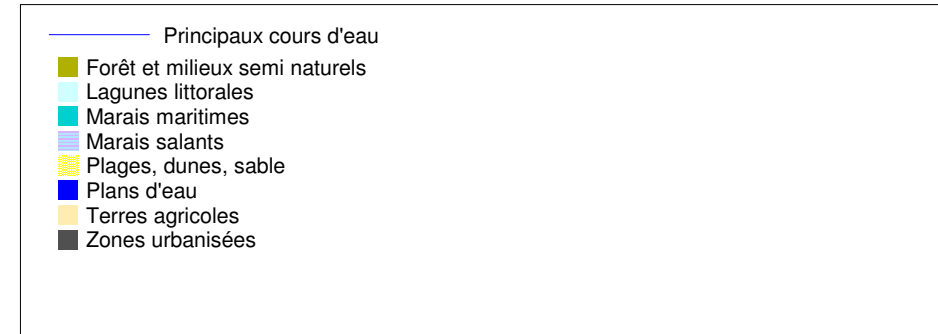 Principaux cours d'eau
Forêt et milieux semi naturels
Lagunes littorales
Marais maritimes
Marais salants
Plages, dunes, sable
Plans d'eau
Terres agricoles
Zones urbanisées